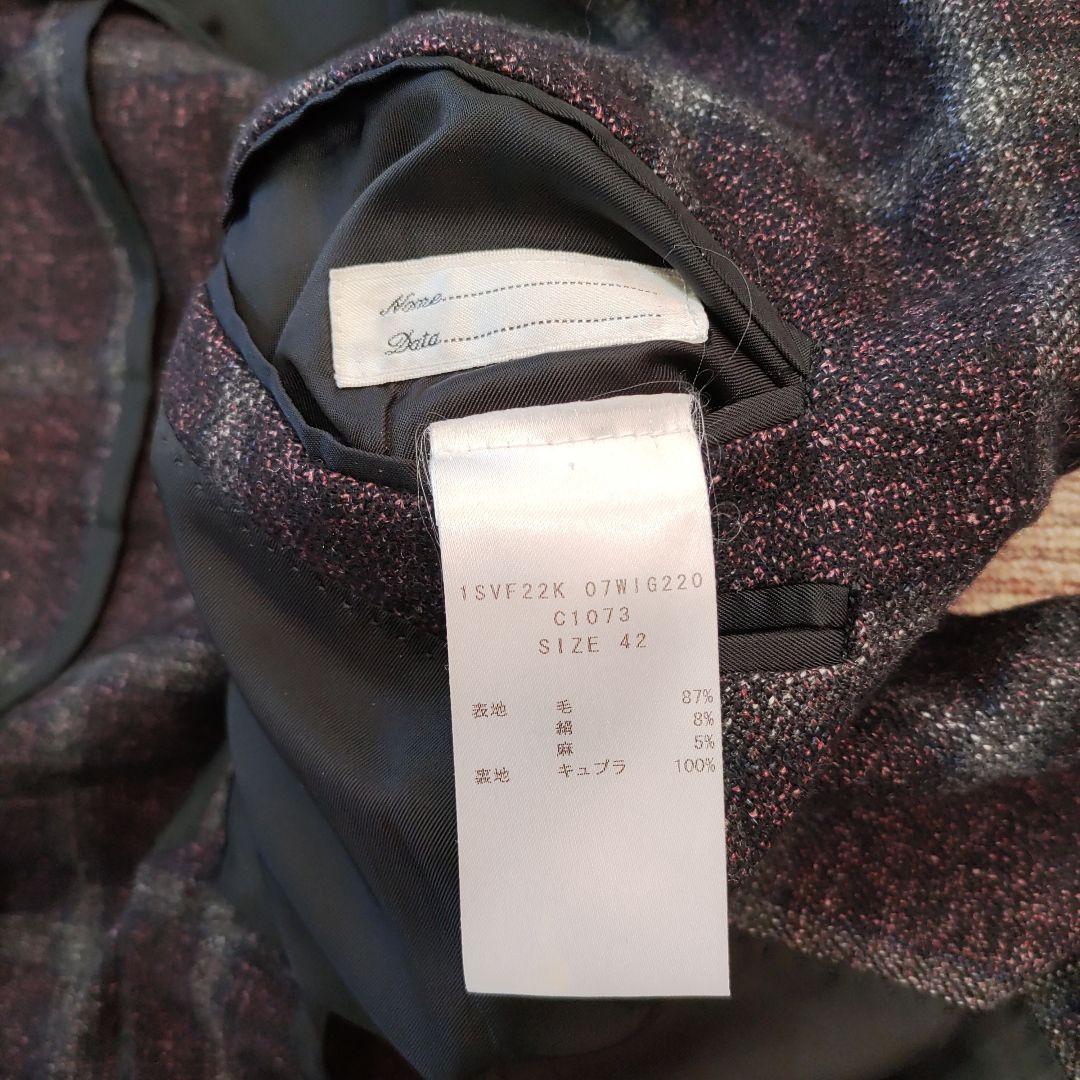 Name
Data
1SVF22K 07WIG220
C1073
SIZE 42
表地 毛 87%
絹 8%
麻 5%
裏地 キュプラ 100%